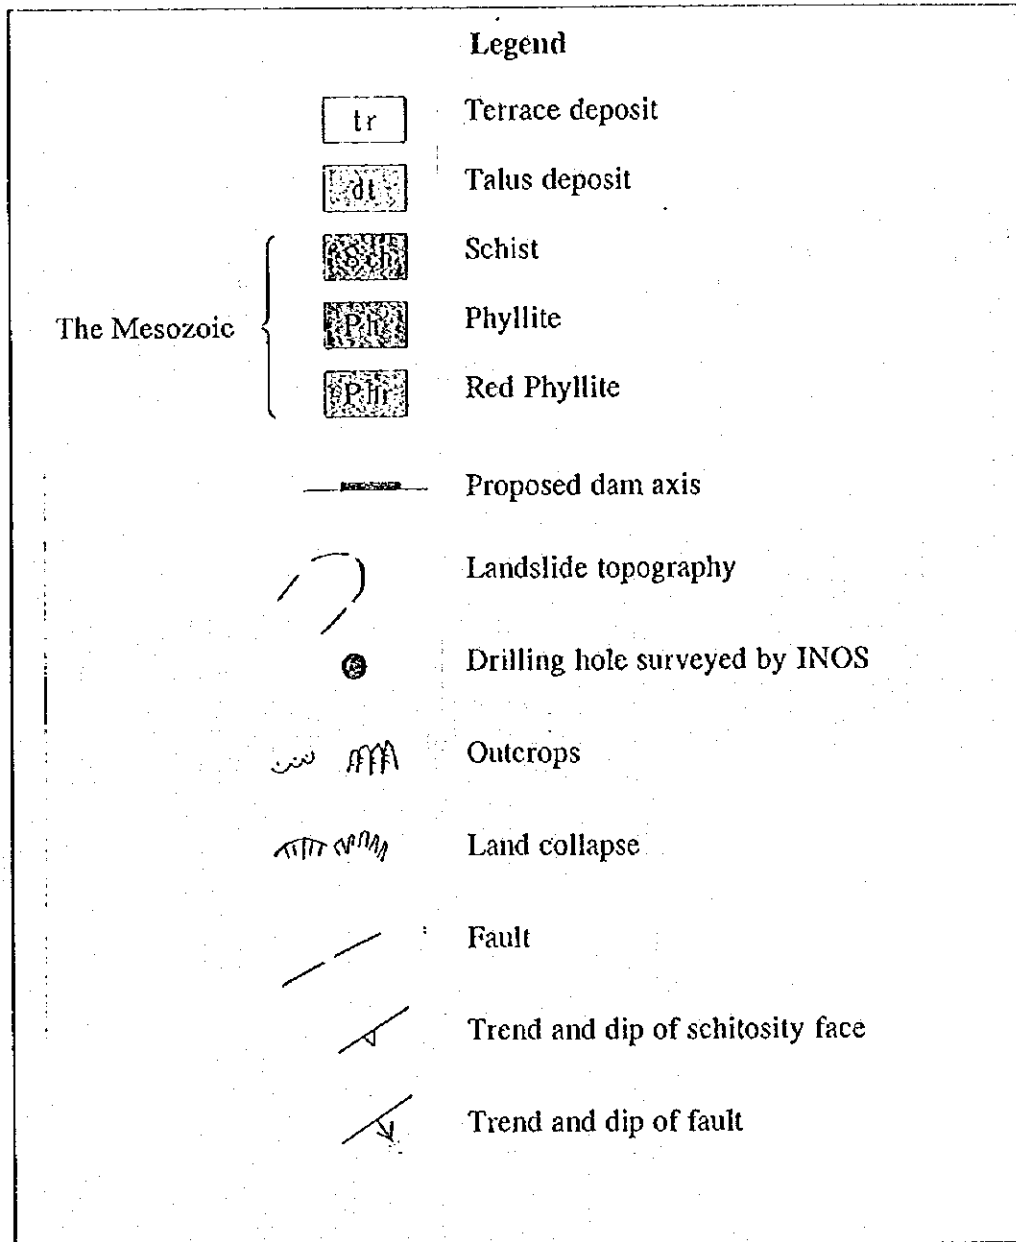 Legend
tr Terrace deposit
dt Talus deposit
Sch Schist
Ph Phyllite
The Mesozoic
Phr Red Phyllite
Proposed dam axis
Landslide topography
Drilling hole surveyed by INOS
Outcrops
Land collapse
Fault
Trend and dip of schitosity face
Trend and dip of fault